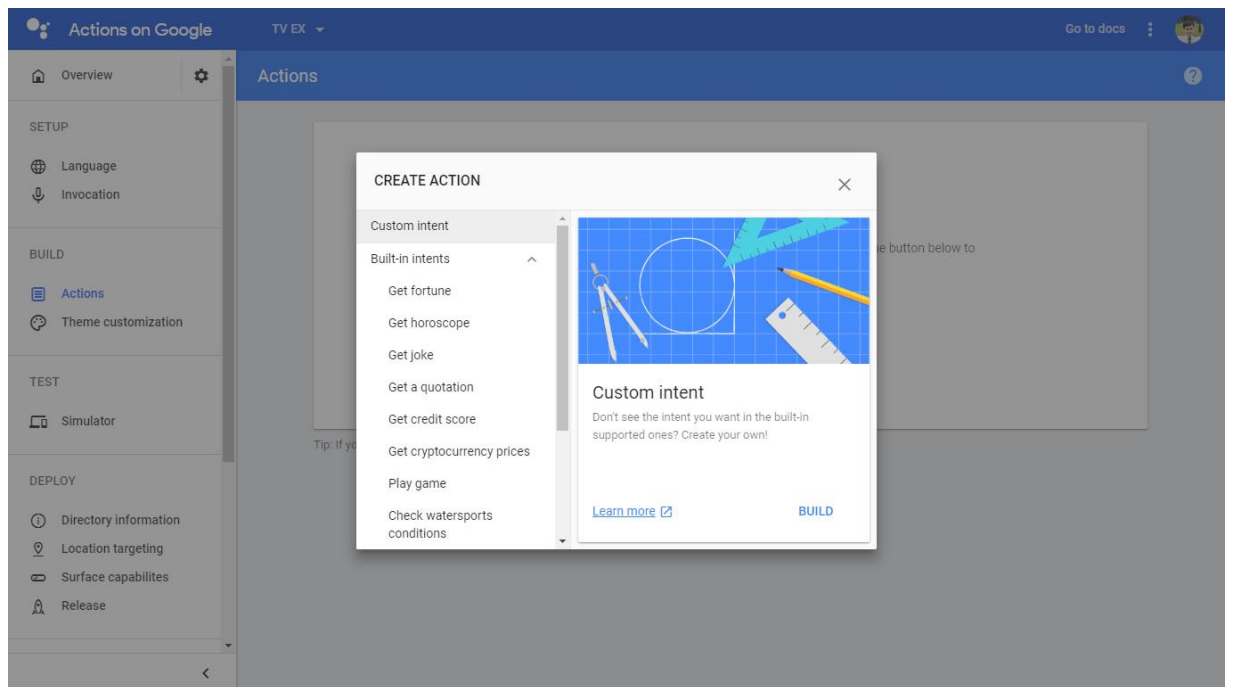 Actions on Google
TV EX
Go to docs
Overview
Actions
SETUP
Language
Invocation
BUILD
Actions
Theme customization
TEST
Simulator
DEPLOY
Directory information
Location targeting
Surface capabilites
Release
CREATE ACTION
Custom intent
Built-in intents
Get fortune
Get horoscope
Get joke
Get a quotation
Get credit score
Get cryptocurrency prices
Play game
Check watersports
conditions
Custom intent
Don't see the intent you want in the built-in
supported ones? Create your own!
Learn more
BUILD
button below to
Tip: If